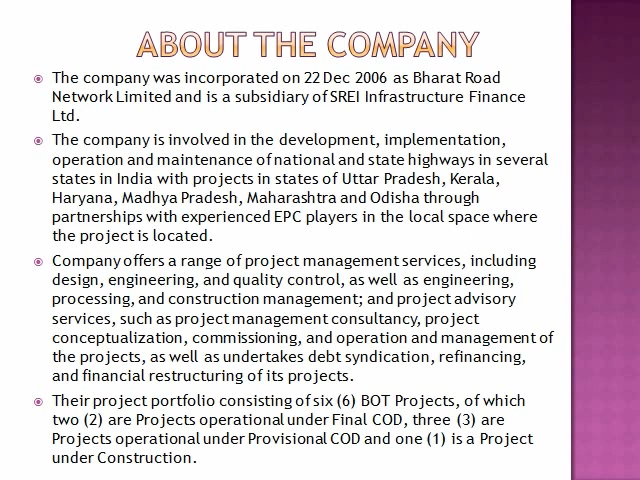 ABOUT THE COMPANY
The company was incorporated on 22 Dec 2006 as Bharat Road
Network Limited and is a subsidiary of SREI Infrastructure Finance
Ltd.
The company is involved in the development, implementation,
operation and maintenance of national and state highways in several
states in India with projects in states of Uttar Pradesh, Kerala,
Haryana, Madhya Pradesh, Maharashtra and Odisha through
partnerships with experienced EPC players in the local space where
the project is located.
Company offers a range of project management services, including
design, engineering, and quality control, as well as engineering,
processing, and construction management; and project advisory
services, such as project management consultancy, project
conceptualization, commissioning, and operation and management of
the projects, as well as undertakes debt syndication, refinancing,
and financial restructuring of its projects.
Their project portfolio consisting of six (6) BOT Projects, of which
two (2) are Projects operational under Final COD, three (3) are
Projects operational under Provisional COD and one (1) is a Project
under Construction.